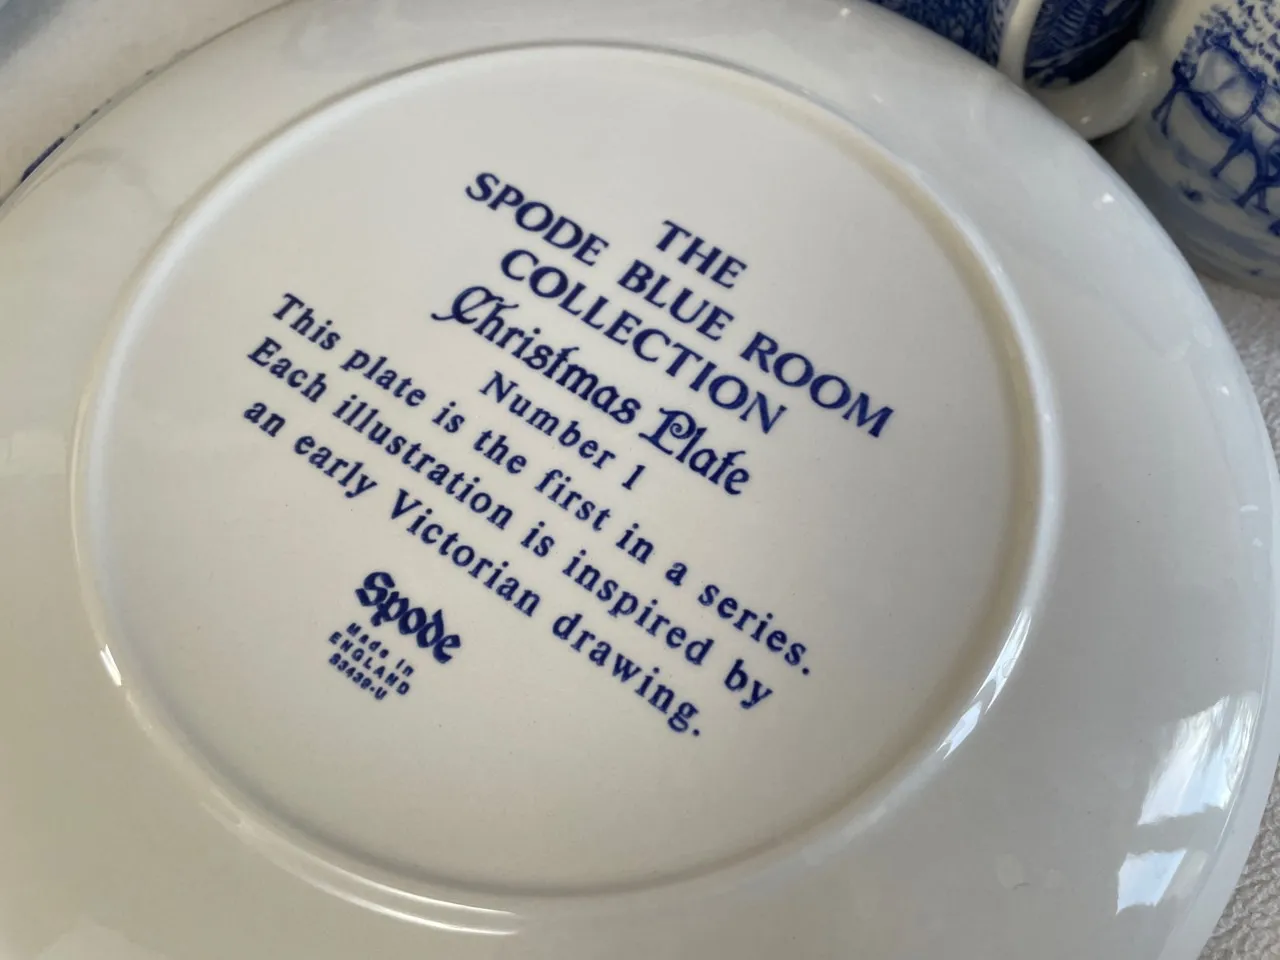 THE
SPODE BLUE ROOM
COLLECTION
Christmas Plate
Number 1
This plate is the first in a series.
Each illustration is inspired by
an early Victorian drawing.
Spode
Made in
ENGLAND
S3439-U